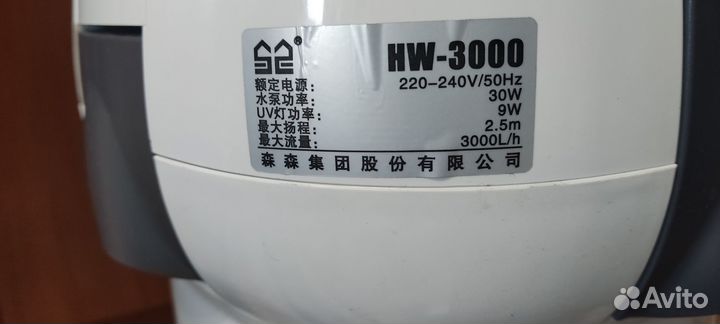 HW-3000
额定电源： 220-240V/50Hz
水泵功率： 30W
UV灯功率： 9W
最大扬程： 2.5m
最大流量： 3000L/h
森森集团股份有限公司
Avito